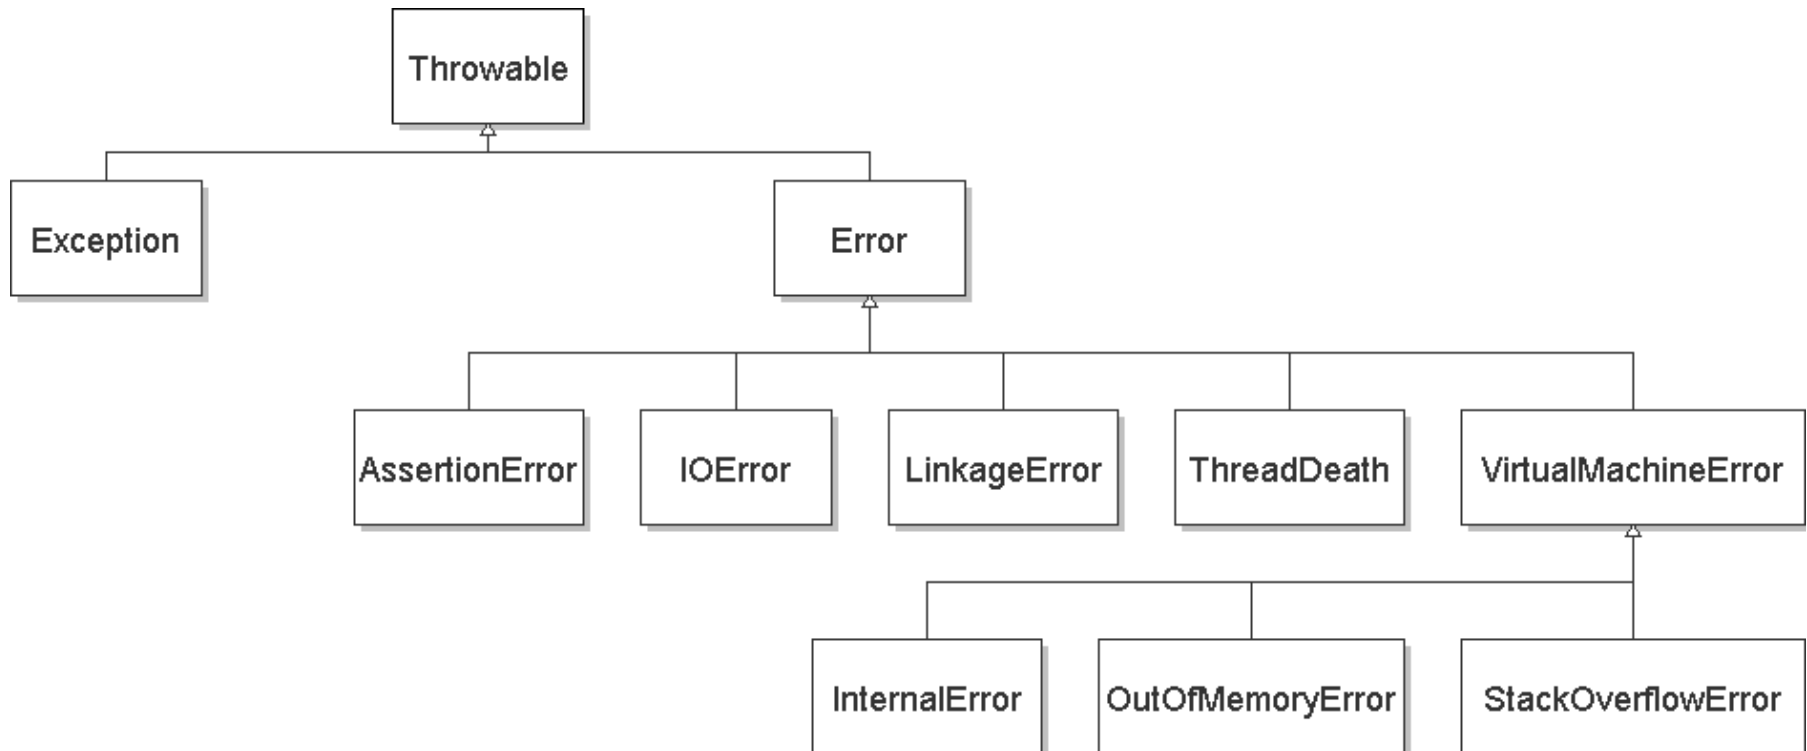 Throwable
Exception
Error
AssertionError
IOError
LinkageError
ThreadDeath
VirtualMachineError
InternalError
OutOfMemoryError
StackOverflowError